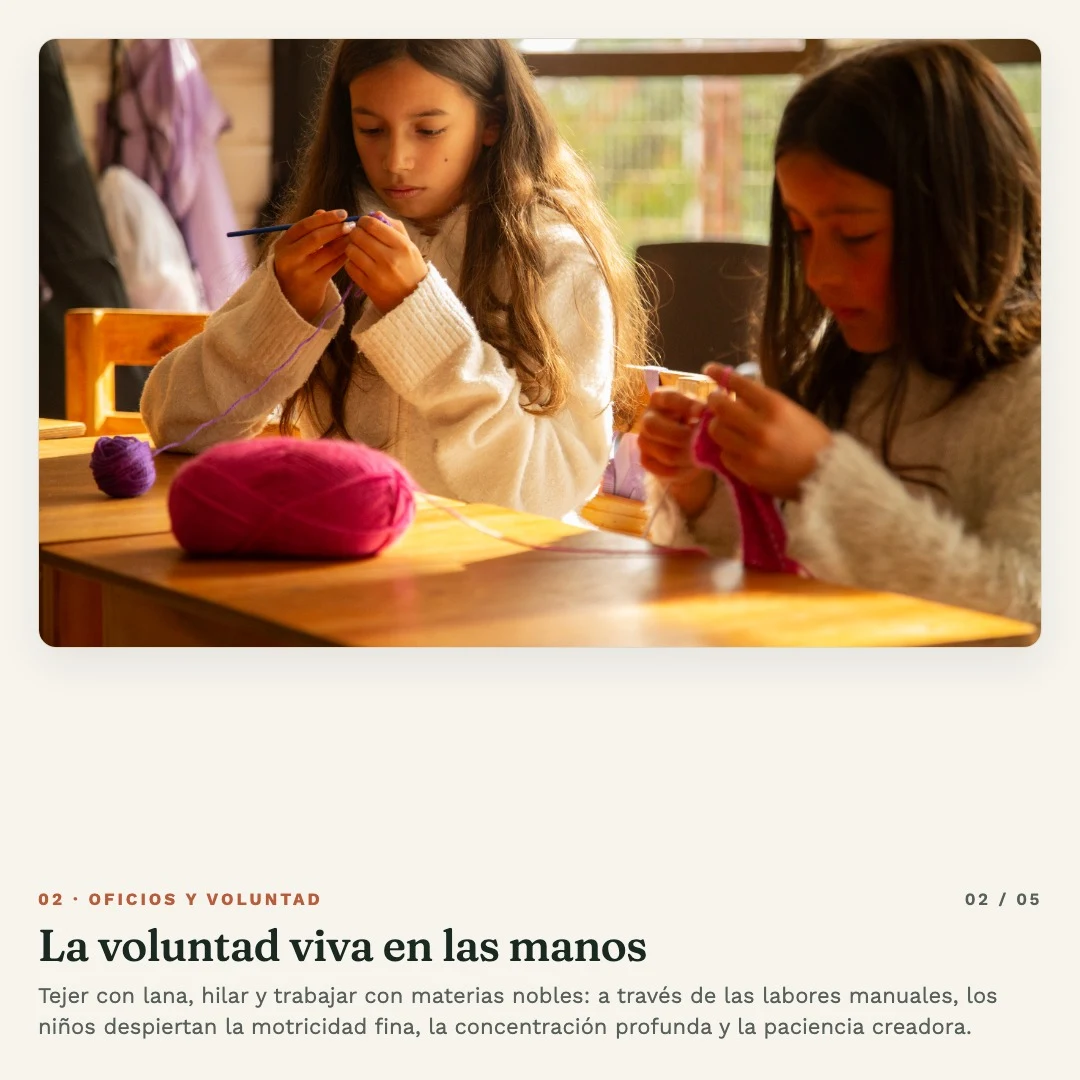 02 · OFICIOS Y VOLUNTAD
02 / 05
La voluntad viva en las manos
Tejer con lana, hilar y trabajar con materias nobles: a través de las labores manuales, los
niños despiertan la motricidad fina, la concentración profunda y la paciencia creadora.